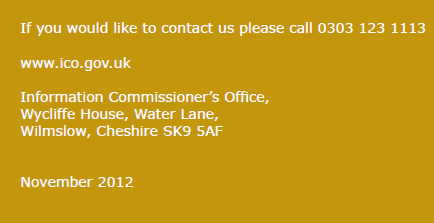 If you would like to contact us please call 0303 123 1113
www.ico.gov.uk
Information Commissioner’s Office,
Wycliffe House, Water Lane,
Wilmslow, Cheshire SK9 5AF
November 2012